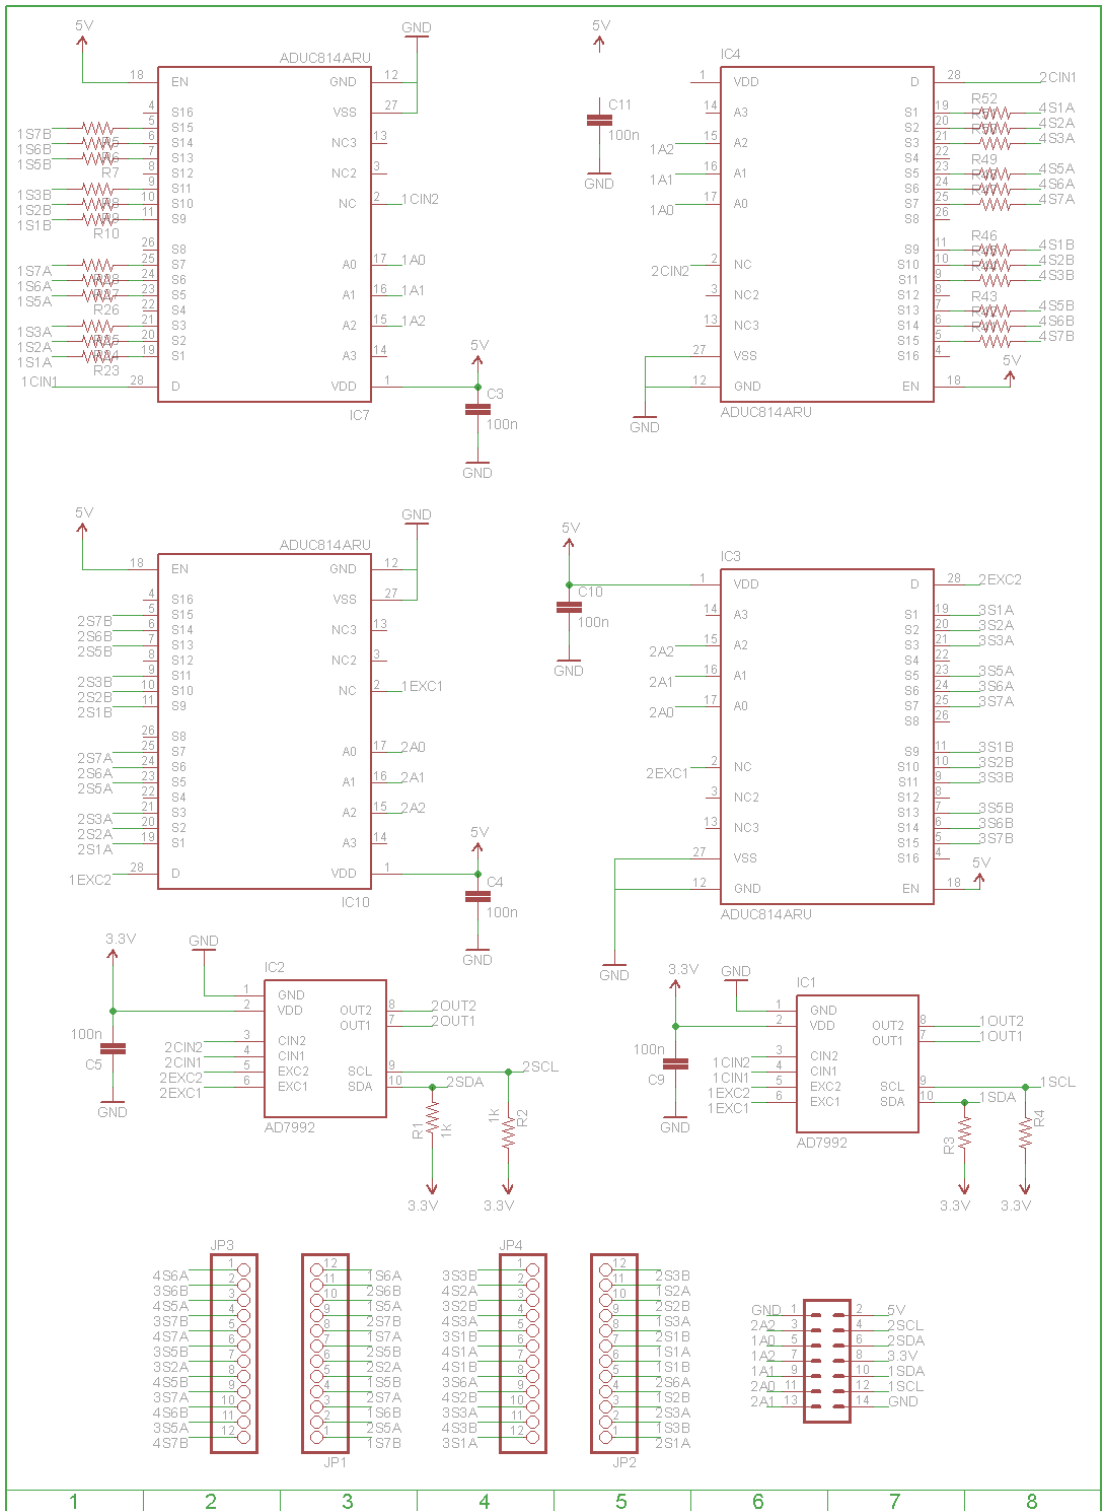 5V
GND
ADUC814ARU
18 EN GND 12
4 S16 VSS 27
5 S15
1S7B 6 S14 NC3 13
1S6B 7 S13
1S5B R7 8 S12 NC2 3
9 S11
1S3B 10 S10 NC 2 1CIN2
1S2B 11 S9
1S1B R10
26 S8
25 S7 A0 17 1A0
1S7A 24 S6
1S6A 23 S5 A1 16 1A1
1S5A R26 22 S4
21 S3 A2 15 1A2
1S3A 20 S2
1S2A 19 S1 A3 14
1S1A R23
1CIN1 28 D VDD 1
IC7
5V
C3
100n
GND
5V
C11
100n
GND
IC4
1 VDD D 28 2CIN1
14 A3 S1 19 R52 4S1A
S2 20 4S2A
1A2 15 A2 S3 21 4S3A
S4 22
1A1 16 A1 S5 23 R49 4S5A
S6 24 4S6A
1A0 17 A0 S7 25 4S7A
S8 26
S9 11 R46 4S1B
2CIN2 2 NC S10 10 4S2B
S11 9 4S3B
3 NC2 S12 8
S13 7 R43 4S5B
13 NC3 S14 6 4S6B
S15 5 4S7B
27 VSS S16 4
12 GND EN 18 5V
GND
ADUC814ARU
5V
GND
ADUC814ARU
18 EN GND 12
4 S16 VSS 27
5 S15
2S7B 6 S14 NC3 13
2S6B 7 S13
2S5B 8 S12 NC2 3
9 S11
2S3B 10 S10 NC 2 1EXC1
2S2B 11 S9
2S1B
26 S8
25 S7 A0 17 2A0
2S7A 24 S6
2S6A 23 S5 A1 16 2A1
2S5A 22 S4
21 S3 A2 15 2A2
2S3A 20 S2
2S2A 19 S1 A3 14
2S1A
1EXC2 28 D VDD 1
IC10
5V
C4
100n
GND
5V
C10
100n
GND
IC3
1 VDD D 28 2EXC2
14 A3 S1 19 3S1A
S2 20 3S2A
2A2 15 A2 S3 21 3S3A
S4 22
2A1 16 A1 S5 23 3S5A
S6 24 3S6A
2A0 17 A0 S7 25 3S7A
S8 26
S9 11 3S1B
2EXC1 2 NC S10 10 3S2B
S11 9 3S3B
3 NC2 S12 8
S13 7 3S5B
13 NC3 S14 6 3S6B
S15 5 3S7B
27 VSS S16 4
12 GND EN 18 5V
GND
ADUC814ARU
3.3V
GND
IC2
1 GND
2 VDD OUT2 8 2OUT2
OUT1 7 2OUT1
100n
C5
GND
2CIN2 3 CIN2
2CIN1 4 CIN1
2EXC2 5 EXC2 SCL 9 2SCL
2EXC1 6 EXC1 SDA 10 2SDA
AD7992
R1 1k
1k R2
3.3V 3.3V
3.3V
GND
IC1
1 GND
2 VDD OUT2 8 1OUT2
OUT1 7 1OUT1
100n
C9
GND
1CIN2 3 CIN2
1CIN1 4 CIN1
1EXC2 5 EXC2 SCL 9 1SCL
1EXC1 6 EXC1 SDA 10 1SDA
AD7992
R3
R4
3.3V 3.3V
JP3
4S6A 1
3S6B 2
4S5A 3
3S7B 4
4S7A 5
3S5B 6
3S2A 7
4S5B 8
3S7A 9
4S6B 10
3S5A 11
4S7B 12
12 1S6A
11 2S6B
10 1S5A
9 2S7B
8 1S7A
7 2S5B
6 2S2A
5 1S5B
4 2S7A
3 1S6B
2 2S5A
1 1S7B
JP1
JP4
3S3B 1
4S2A 2
3S2B 3
4S3A 4
3S1B 5
4S1A 6
4S1B 7
3S6A 8
4S2B 9
3S3A 10
4S3B 11
3S1A 12
12 2S3B
11 1S2A
10 2S2B
9 1S3A
8 2S1B
7 1S1A
6 1S1B
5 2S6A
4 1S2B
3 2S3A
2 1S3B
1 2S1A
JP2
GND 1 2 5V
2A2 3 4 2SCL
1A0 5 6 2SDA
1A2 7 8 3.3V
1A1 9 10 1SDA
2A0 11 12 1SCL
2A1 13 14 GND
1 2 3 4 5 6 7 8